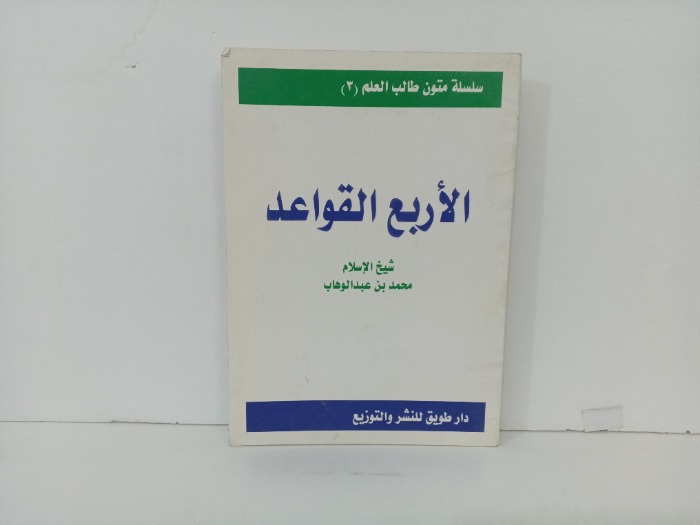 سلسلة متون طالب العلم (٣)
الأربع القواعد
شيخ الإسلام
محمد بن عبدالوهاب
دار طويق للنشر والتوزيع